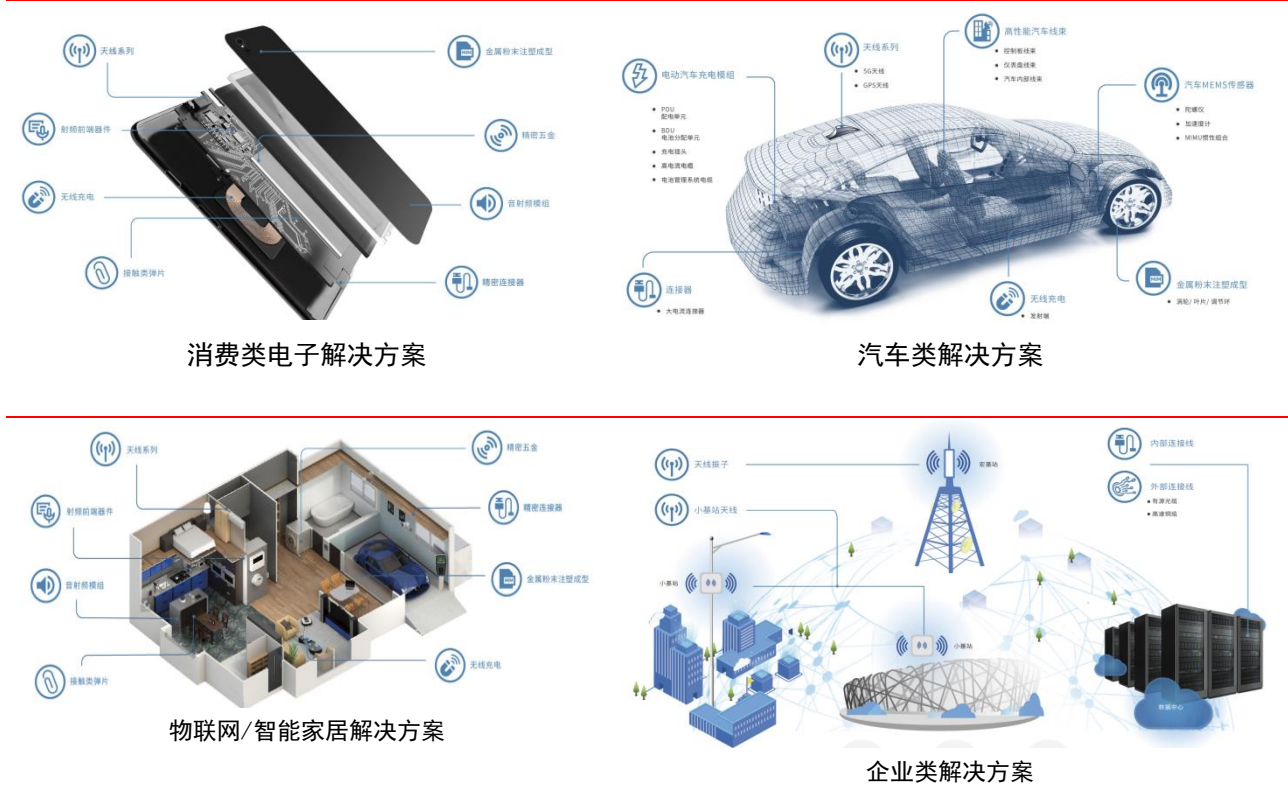 天线系列
金属粉末注塑成型
射频前端器件
精密五金
无线充电
音射频模组
接触类弹片
精密连接器
消费类电子解决方案
高性能汽车线束
• 控制板线束
• 仪表盘线束
• 汽车内部线束
天线系列
• 5G天线
• GPS天线
电动汽车充电模组
• PDU
配电单元
• BDU
电池分配单元
• 充电插头
• 高电流电缆
• 电池管理系统电缆
汽车MEMS传感器
• 陀螺仪
• 加速度计
• MIMU惯性组合
连接器
• 大电流连接器
无线充电
• 发射端
金属粉末注塑成型
• 涡轮/ 叶片/ 调节环
汽车类解决方案
天线系列
精密五金
射频前端器件
精密连接器
音射频模组
金属粉末注塑成型
接触类弹片
无线充电
物联网/智能家居解决方案
天线振子
宏基站
内部连接线
外部连接线
• 有源光缆
• 高速铜缆
小基站天线
小基站
小基站
数据中心
企业类解决方案